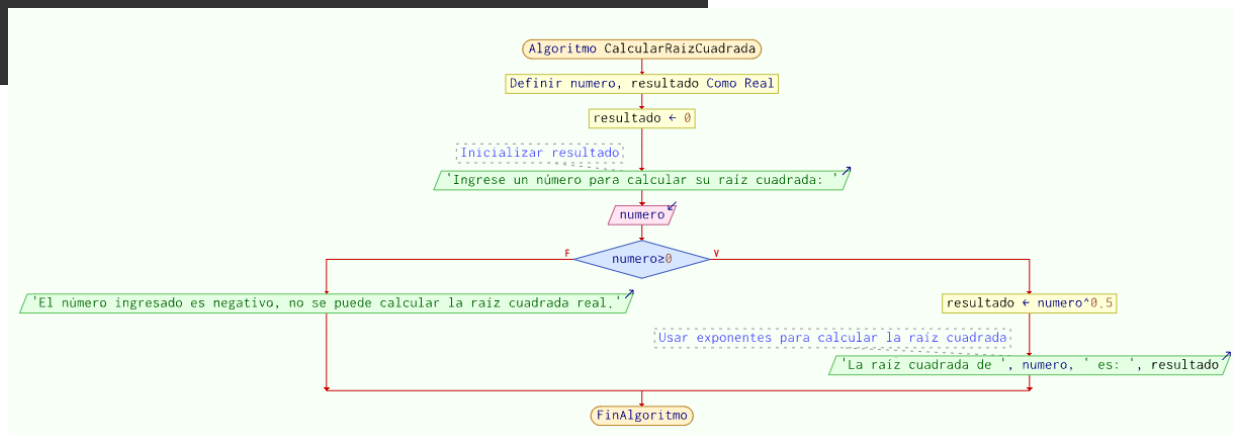 Algoritmo CalcularRaizCuadrada
Definir numero, resultado Como Real
resultado ← 0
Inicializar resultado
'Ingrese un número para calcular su raíz cuadrada: '
numero
F
V
numero≥0
'El número ingresado es negativo, no se puede calcular la raíz cuadrada real.'
resultado ← numero^0.5
Usar exponentes para calcular la raíz cuadrada
'La raíz cuadrada de ', numero, ' es: ', resultado
FinAlgoritmo